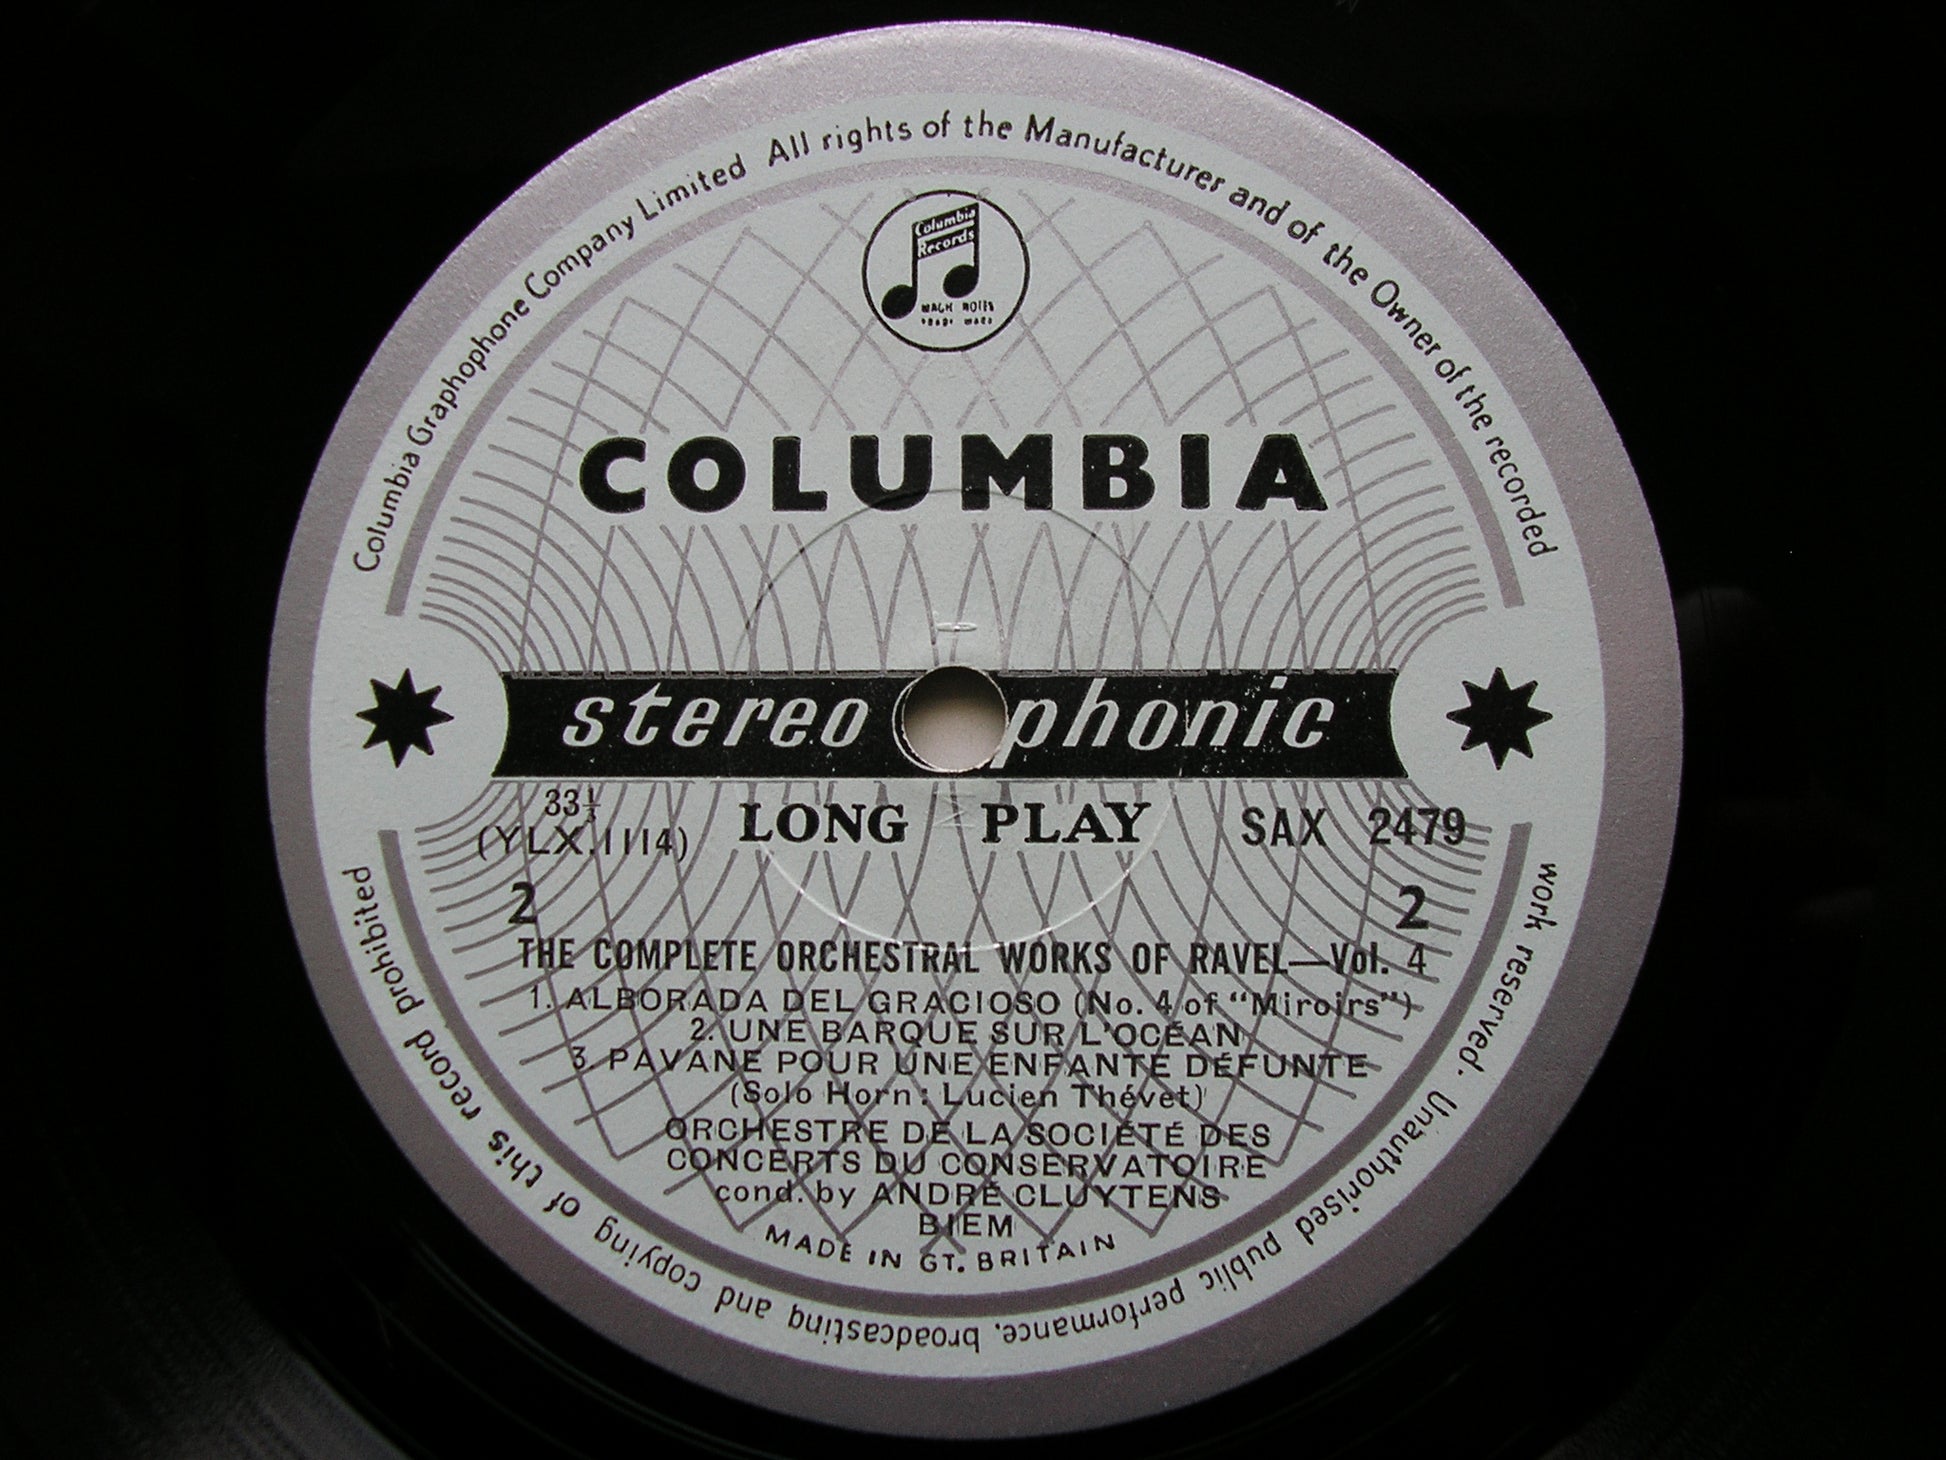 Columbia Graphophone Company Limited All rights of the Manufacturer and of the Owner of the recorded
work reserved. Unauthorised public performance, broadcasting and copying of this record prohibited
Columbia
Records
COLUMBIA
stereophonic
33⅓
(YLX.1114)
LONG PLAY
SAX 2479
2
2
THE COMPLETE ORCHESTRAL WORKS OF RAVEL—Vol. 4
1. ALBORADA DEL GRACIOSO (No. 4 of "Miroirs")
2. UNE BARQUE SUR L'OCÉAN
3. PAVANE POUR UNE ENFANTE DÉFUNTE
(Solo Horn: Lucien Thévet)
ORCHESTRE DE LA SOCIÉTÉ DES
CONCERTS DU CONSERVATOIRE
cond. by ANDRÉ CLUYTENS
BIEM
MADE IN GT. BRITAIN